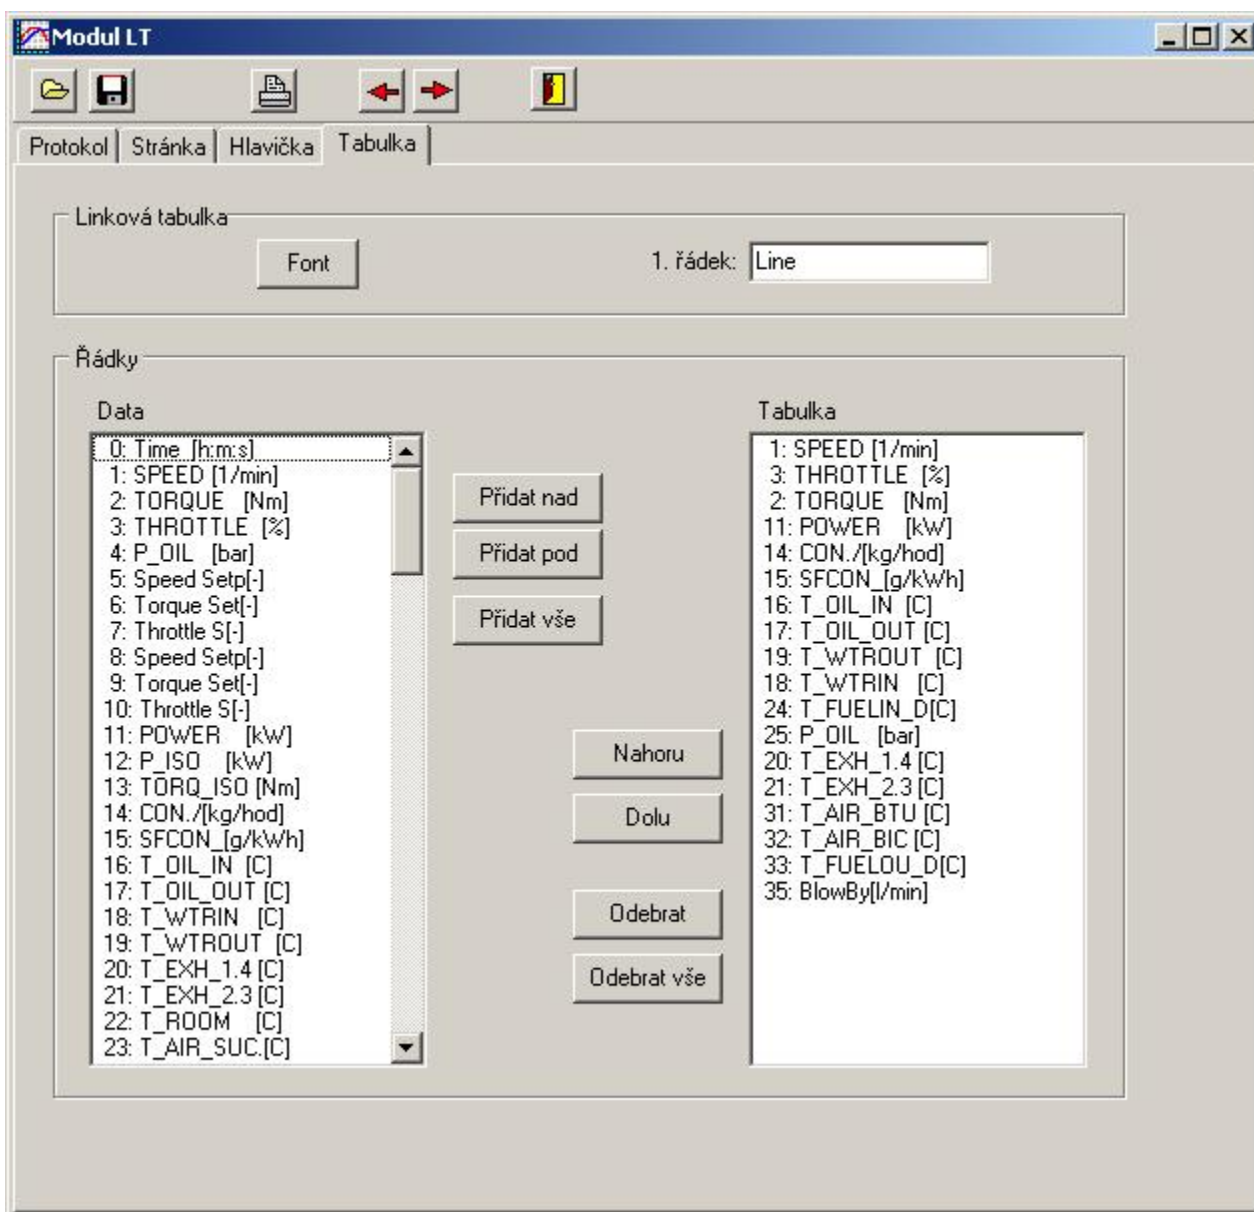 Modul LT
Protokol Stránka Hlavička Tabulka
Linková tabulka
Font
1. řádek: Line
Řádky
Data
0: Time [h:m:s]
1: SPEED [1/min]
2: TORQUE [Nm]
3: THROTTLE [%]
4: P_OIL [bar]
5: Speed Setp[-]
6: Torque Set[-]
7: Throttle S[-]
8: Speed Setp[-]
9: Torque Set[-]
10: Throttle S[-]
11: POWER [kW]
12: P_ISO [kW]
13: TORQ_ISO [Nm]
14: CON./[kg/hod]
15: SFCON_[g/kWh]
16: T_OIL_IN [C]
17: T_OIL_OUT [C]
18: T_WTRIN [C]
19: T_WTROUT [C]
20: T_EXH_1.4 [C]
21: T_EXH_2.3 [C]
22: T_ROOM [C]
23: T_AIR_SUC.[C]
Přidat nad
Přidat pod
Přidat vše
Nahoru
Dolu
Odebrat
Odebrat vše
Tabulka
1: SPEED [1/min]
3: THROTTLE [%]
2: TORQUE [Nm]
11: POWER [kW]
14: CON./[kg/hod]
15: SFCON_[g/kWh]
16: T_OIL_IN [C]
17: T_OIL_OUT [C]
19: T_WTROUT [C]
18: T_WTRIN [C]
24: T_FUELIN_D[C]
25: P_OIL [bar]
20: T_EXH_1.4 [C]
21: T_EXH_2.3 [C]
31: T_AIR_BTU [C]
32: T_AIR_BIC [C]
33: T_FUELOU_D[C]
35: BlowBy[l/min]